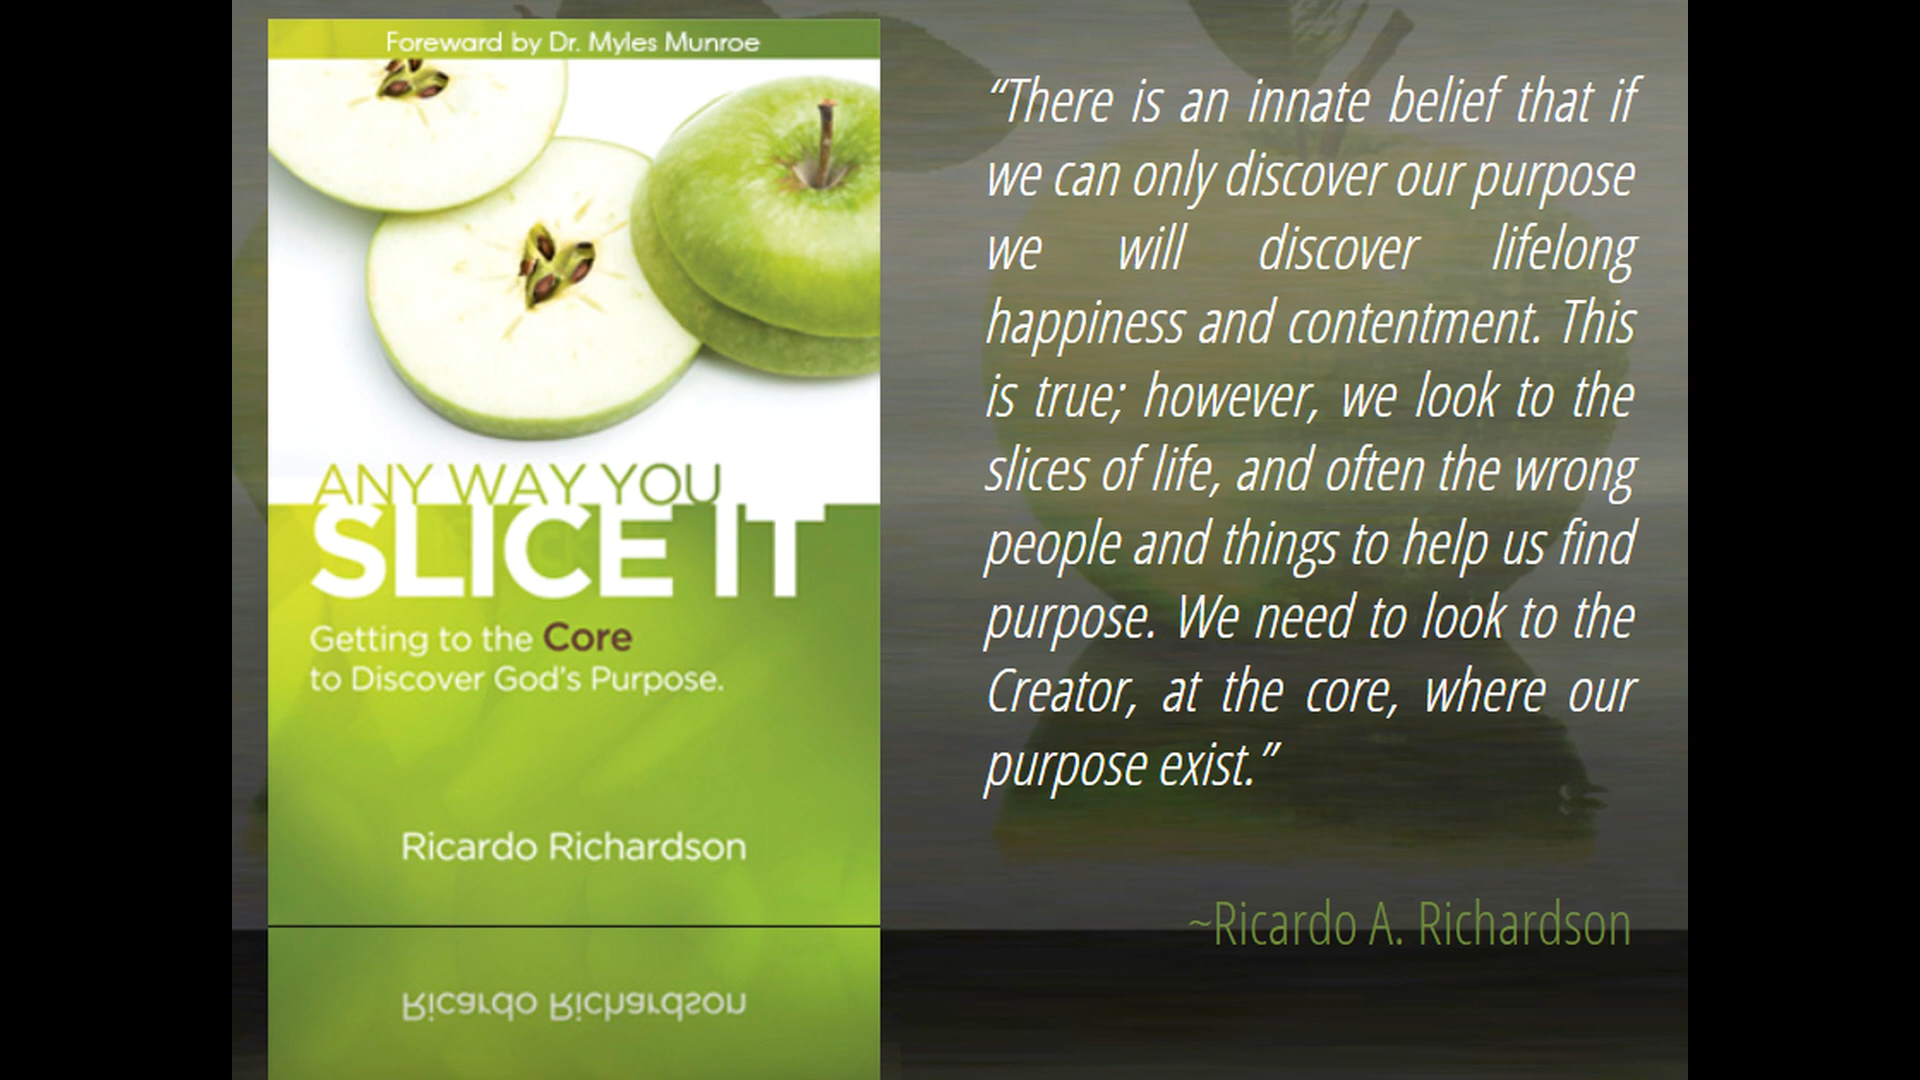 Foreward by Dr. Myles Munroe
ANY WAY YOU
SLICE IT
Getting to the Core
to Discover God's Purpose.
Ricardo Richardson
Ricardo Richardson
“There is an innate belief that if
we can only discover our purpose
we will discover lifelong
happiness and contentment. This
is true; however, we look to the
slices of life, and often the wrong
people and things to help us find
purpose. We need to look to the
Creator, at the core, where our
purpose exist.”
~Ricardo A. Richardson